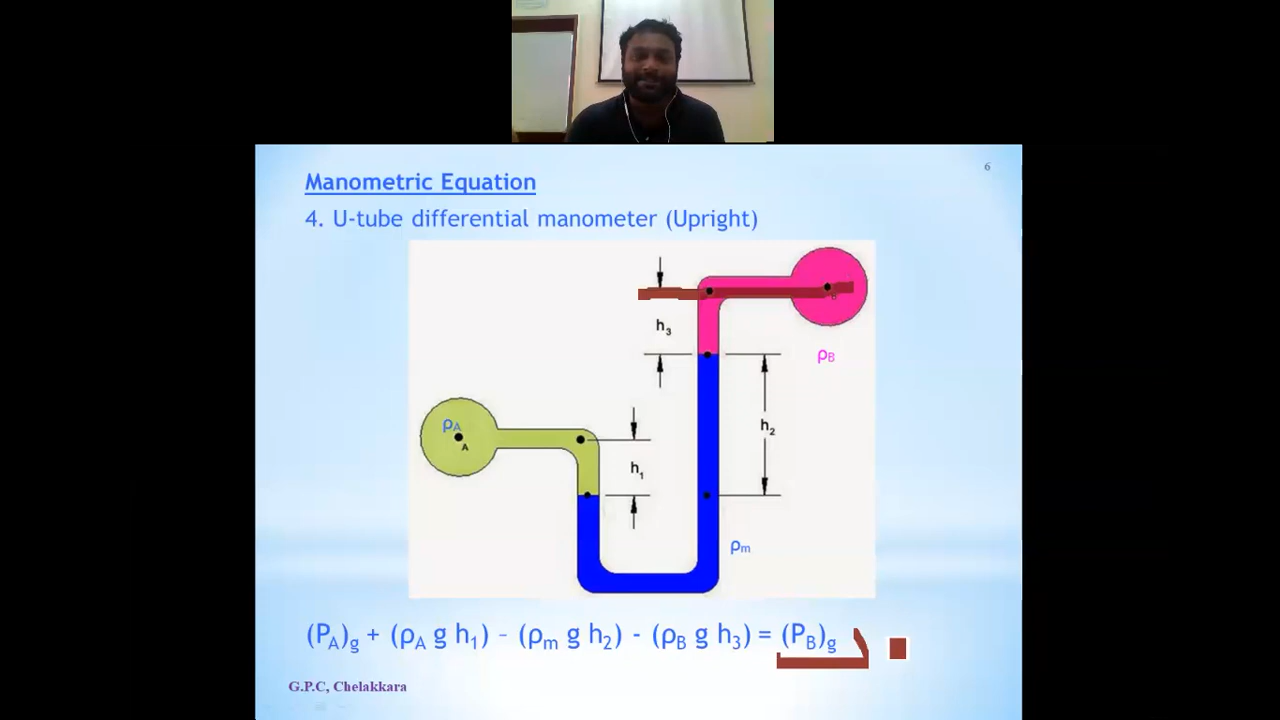 6
Manometric Equation
4. U-tube differential manometer (Upright)
h₃
B
ρB
ρA
A
h₂
h₁
ρm
(PA)g + (ρA g h₁) – (ρm g h₂) - (ρB g h₃) = (PB)g
G.P.C, Chelakkara